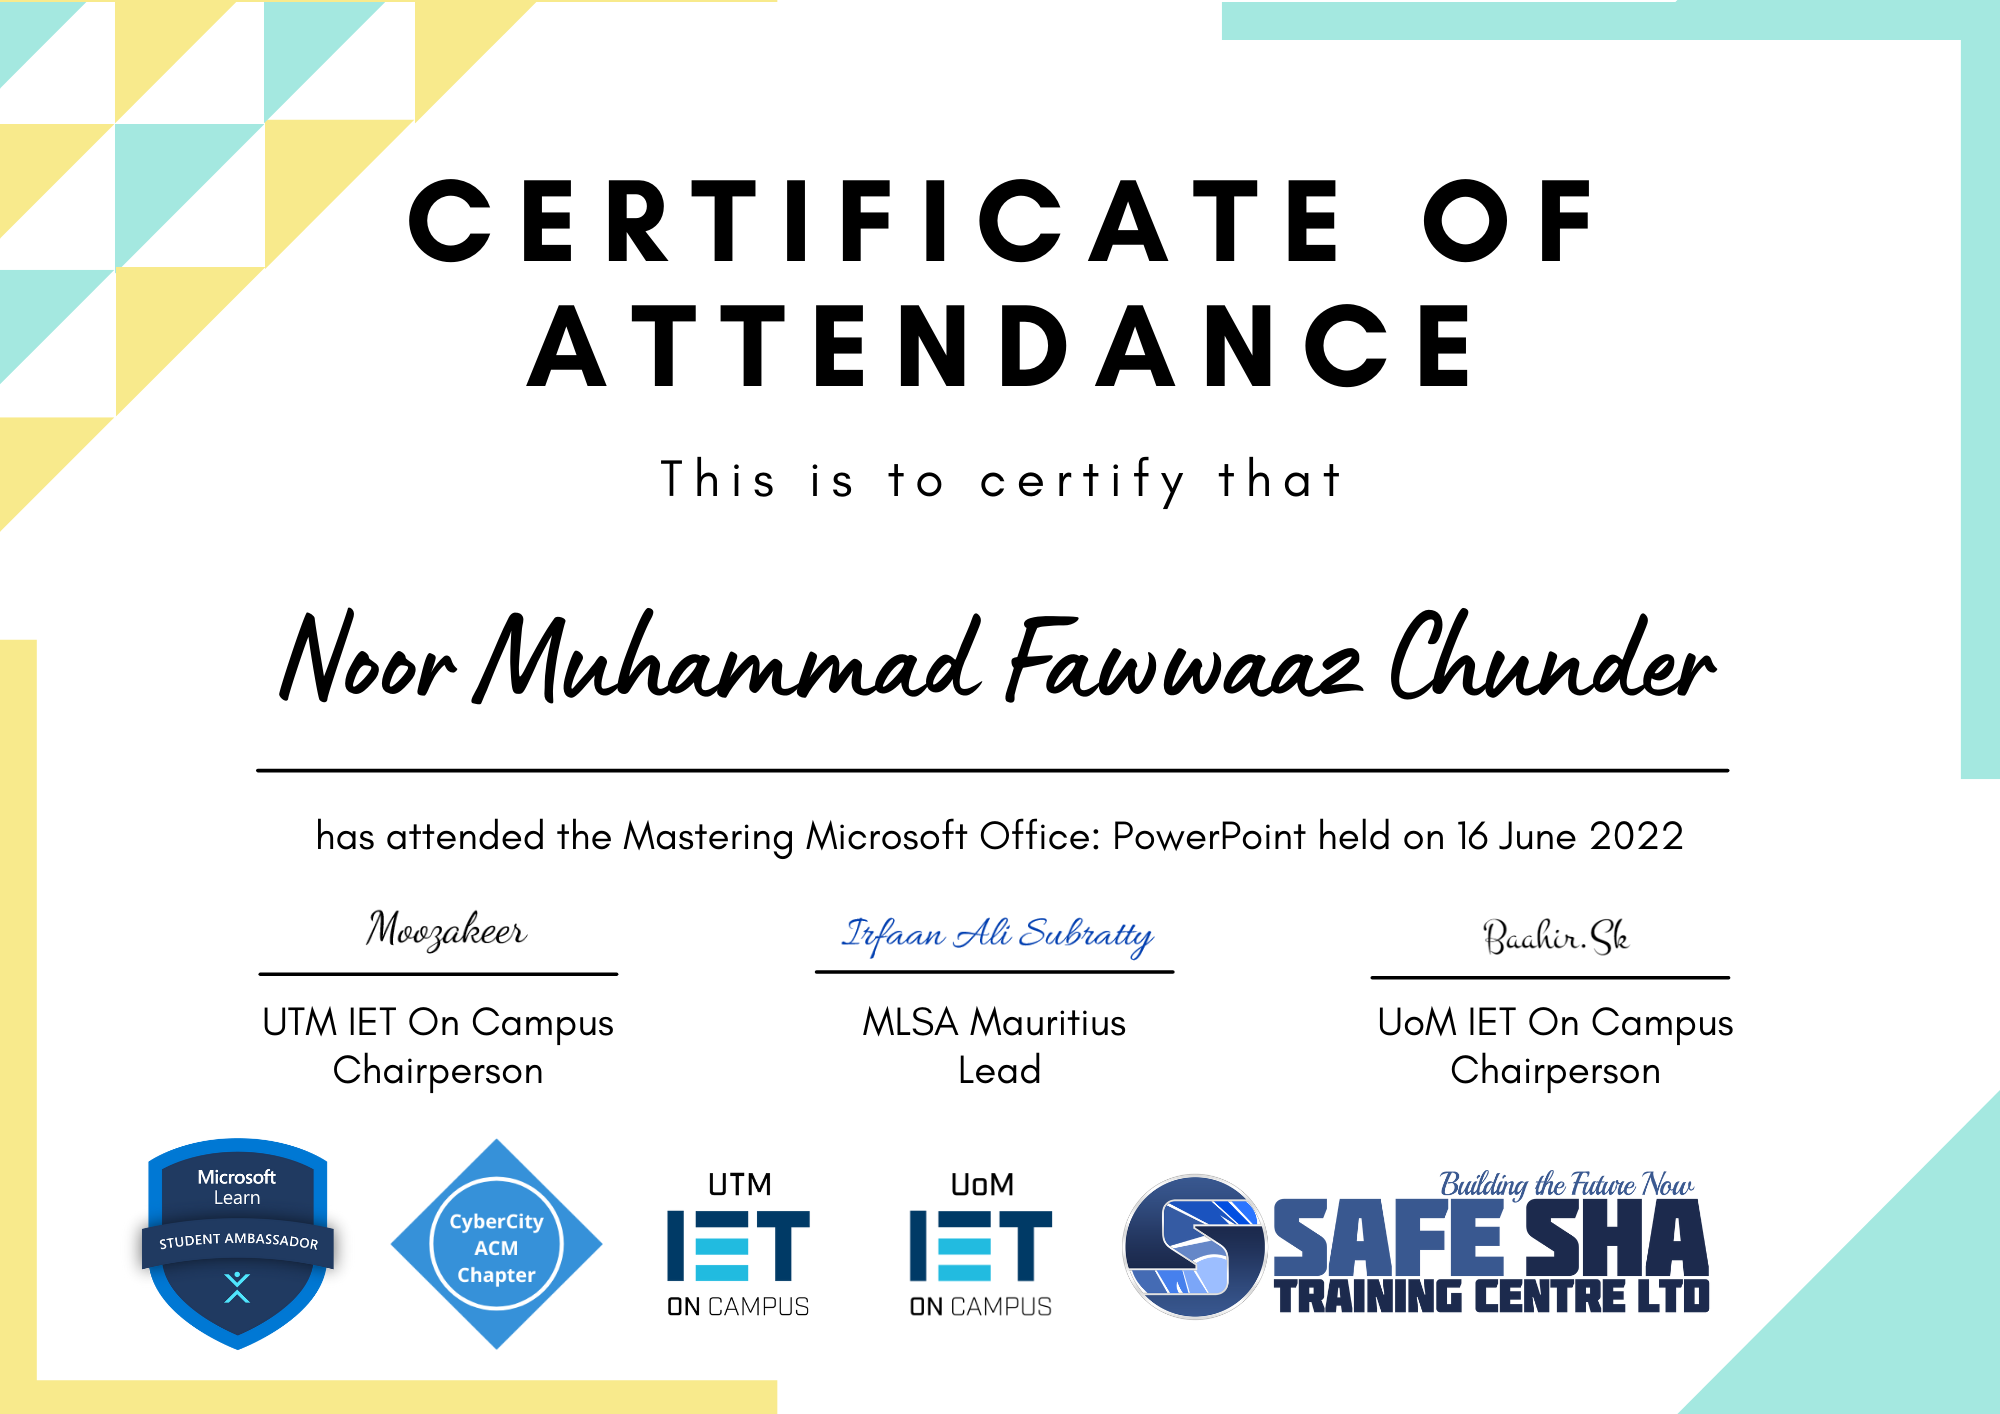 CERTIFICATE OF
ATTENDANCE
This is to certify that
Noor Muhammad Fawwaaz Chunder
has attended the Mastering Microsoft Office: PowerPoint held on 16 June 2022
Moozakeer
Irfaan Ali Subratty
Baahir.Sk
UTM IET On Campus
Chairperson
MLSA Mauritius
Lead
UoM IET On Campus
Chairperson
Microsoft
Learn
STUDENT AMBASSADOR
CyberCity
ACM
Chapter
UTM
IET
ON CAMPUS
UoM
IET
ON CAMPUS
Building the Future Now
SAFE SHA
TRAINING CENTRE LTD